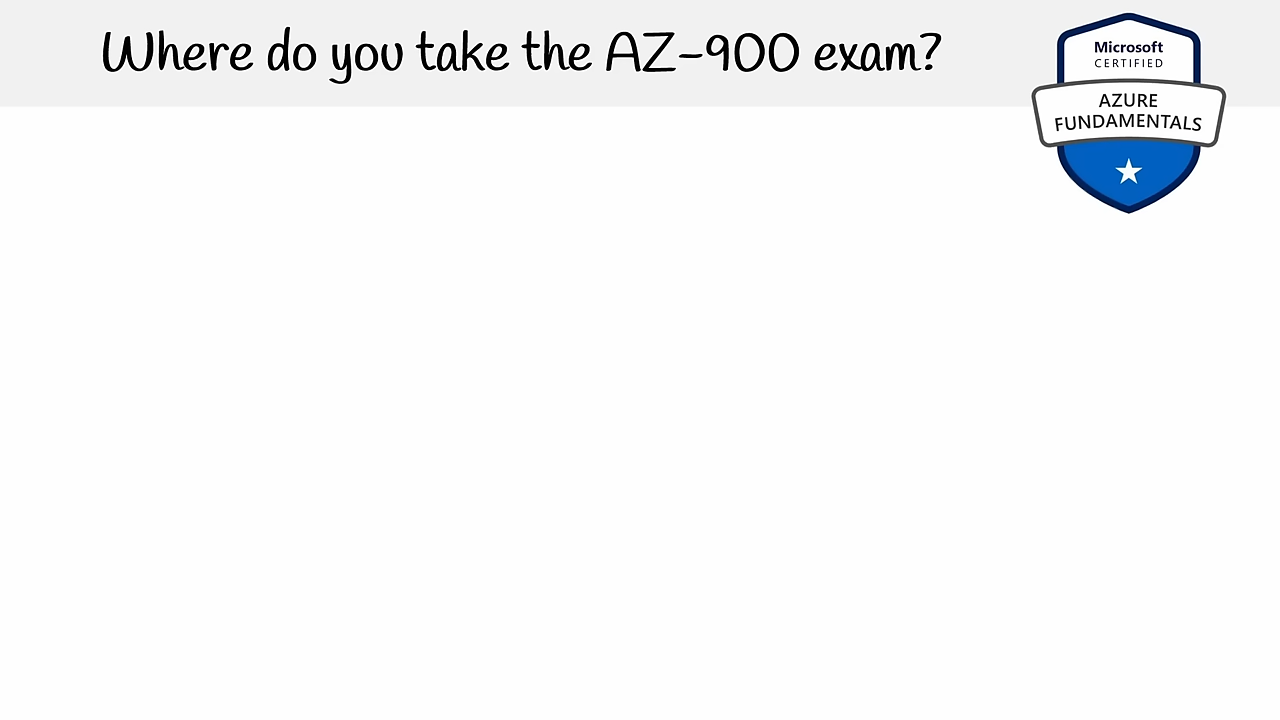 Where do you take the AZ-900 exam?
Microsoft
CERTIFIED
AZURE
FUNDAMENTALS